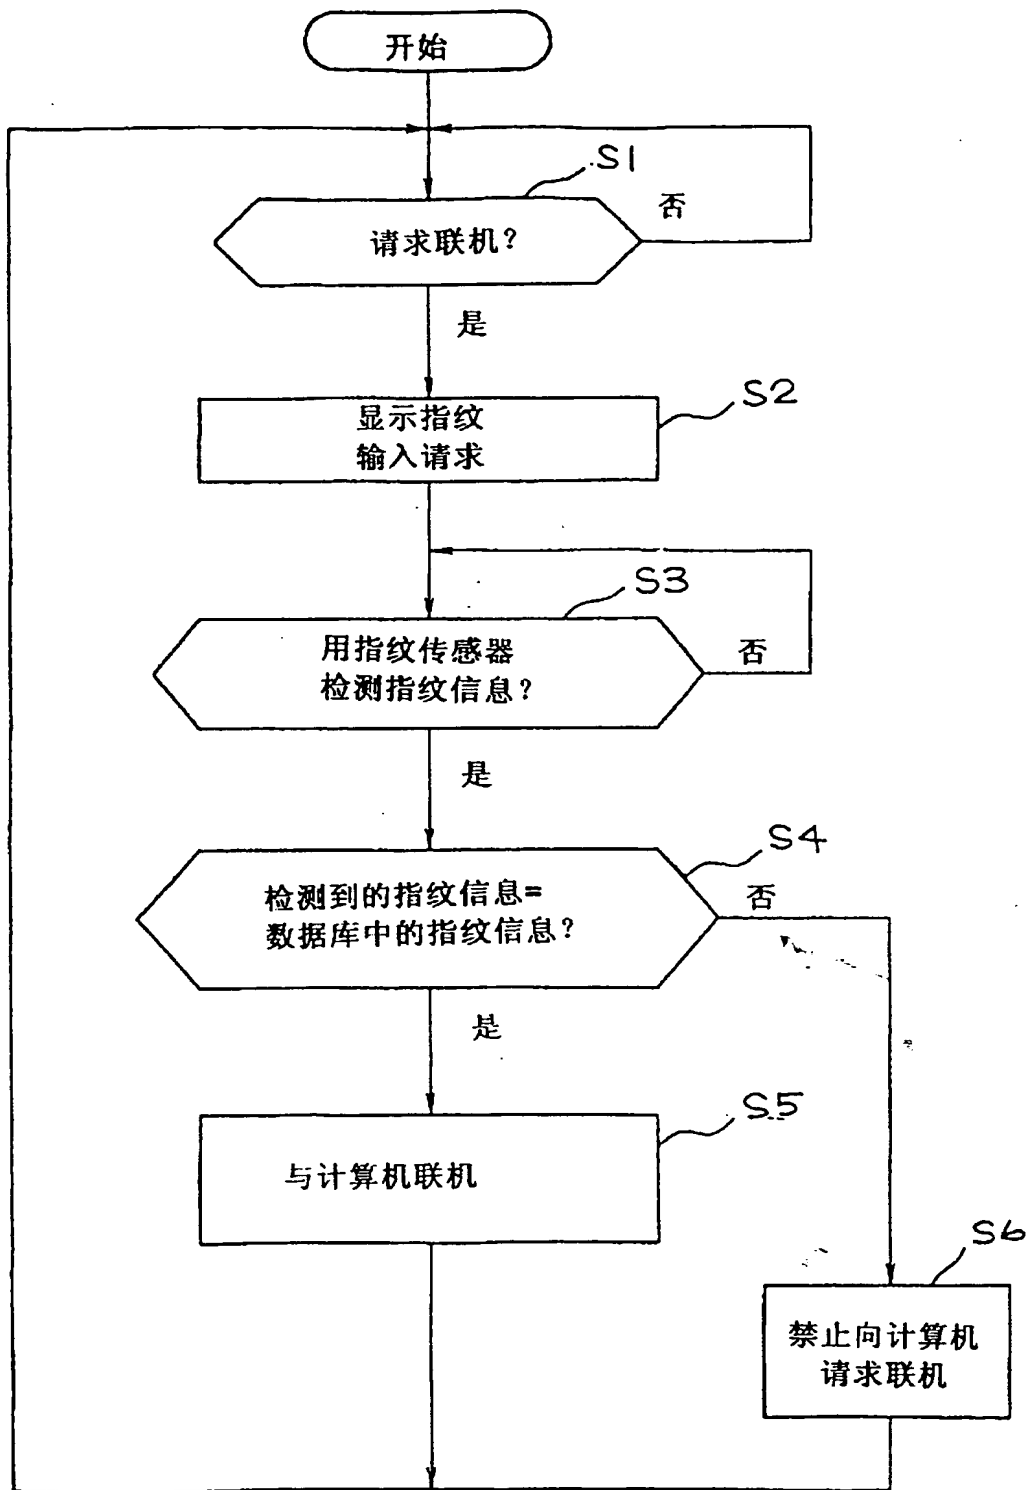 开始
S1
否
请求联机？
是
S2
显示指纹
输入请求
S3
用指纹传感器
检测指纹信息？
否
是
S4
检测到的指纹信息=
数据库中的指纹信息？
否
是
S5
与计算机联机
S6
禁止向计算机
请求联机